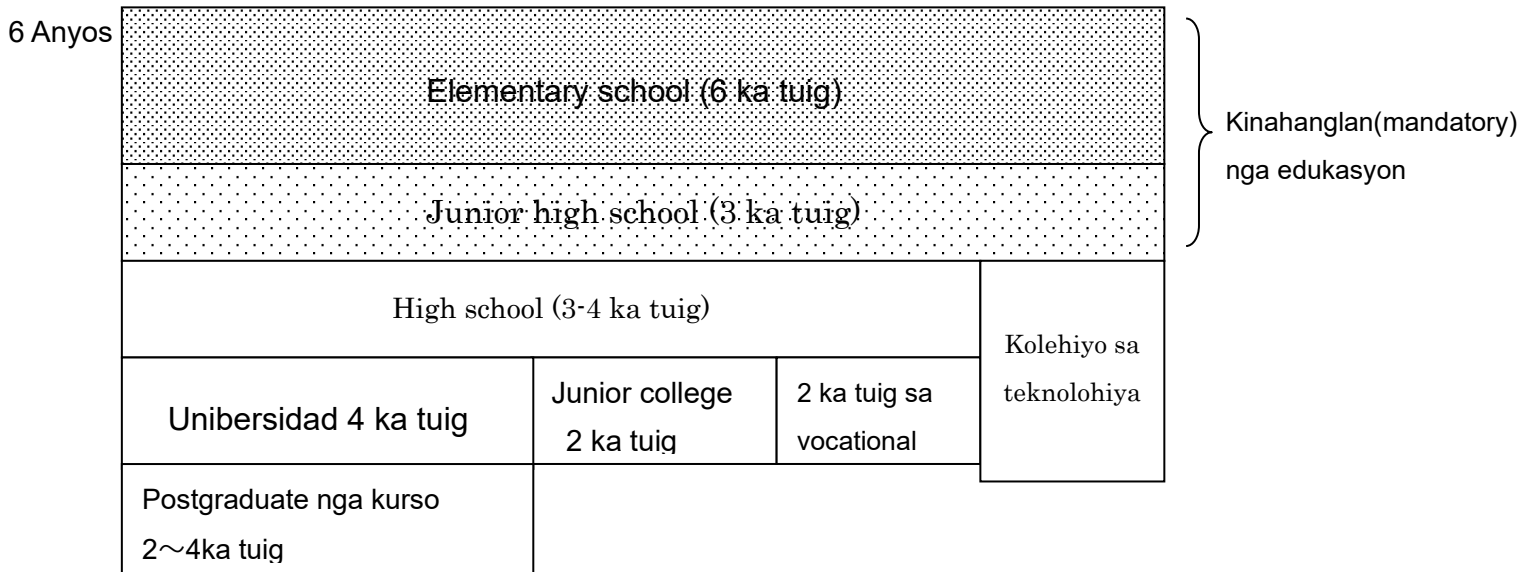 6 Anyos
Elementary school (6 ka tuig)
Kinahanglan(mandatory)
nga edukasyon
Junior high school (3 ka tuig)
High school (3-4 ka tuig)
Kolehiyo sa
teknolohiya
Unibersidad 4 ka tuig
Junior college
2 ka tuig
2 ka tuig sa
vocational
Postgraduate nga kurso
2～4ka tuig